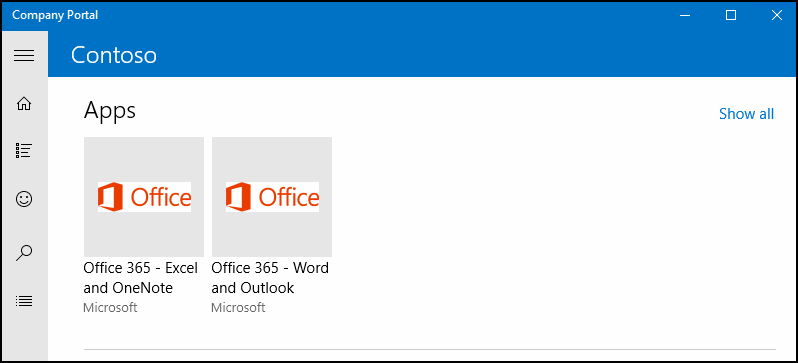 Company Portal
Contoso
Apps
Show all
Office
Office
Office 365 - Excel
and OneNote
Microsoft
Office 365 - Word
and Outlook
Microsoft